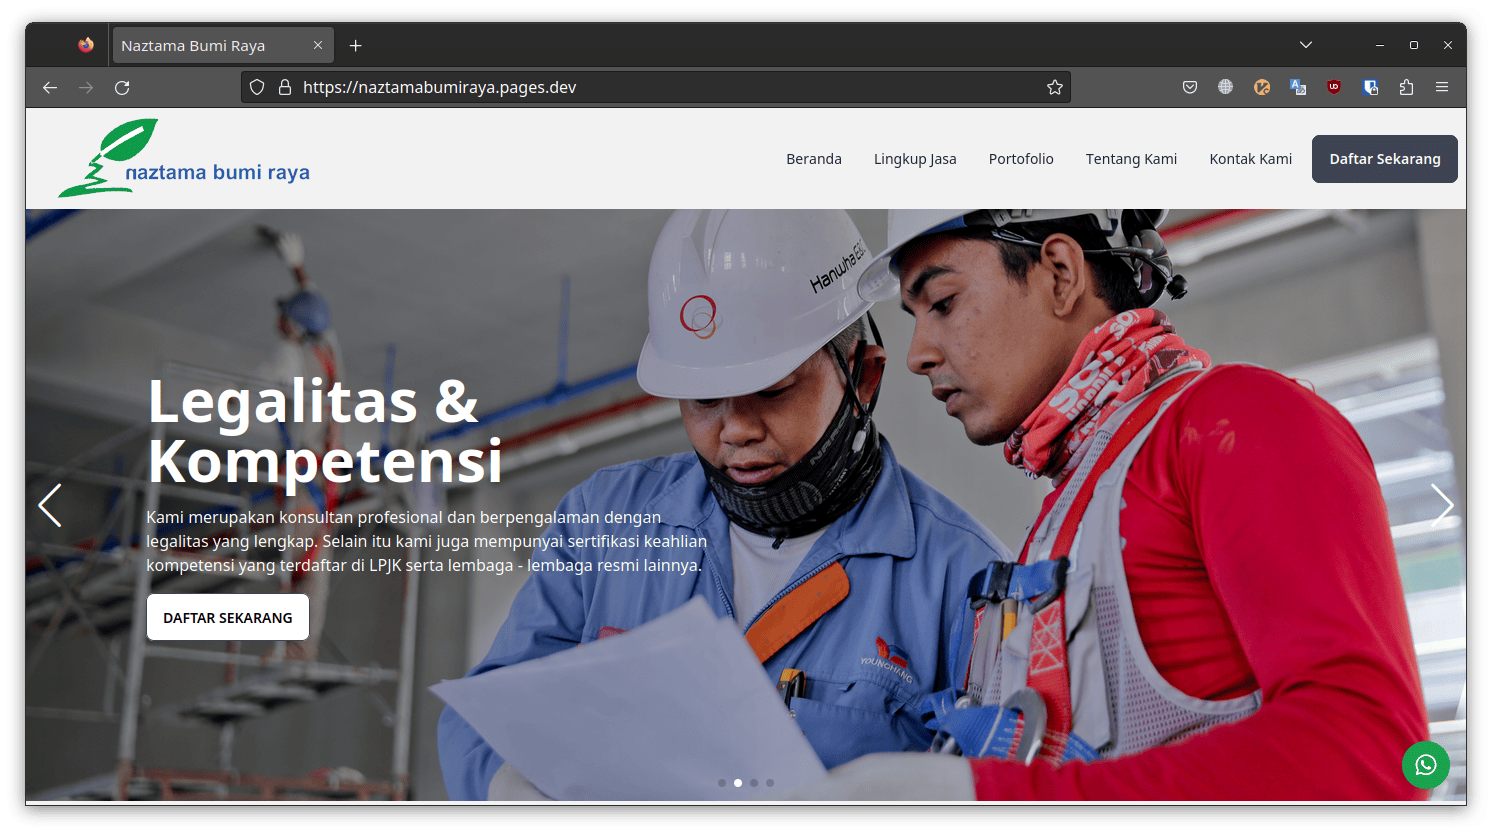 Naztama Bumi Raya
https://naztamabumiraya.pages.dev
naztama bumi raya
Beranda
Lingkup Jasa
Portofolio
Tentang Kami
Kontak Kami
Daftar Sekarang
Hanwha E&C
Legalitas &
Kompetensi
Kami merupakan konsultan profesional dan berpengalaman dengan
legalitas yang lengkap. Selain itu kami juga mempunyai sertifikasi keahlian
kompetensi yang terdaftar di LPJK serta lembaga - lembaga resmi lainnya.
DAFTAR SEKARANG
YOUNGHANG